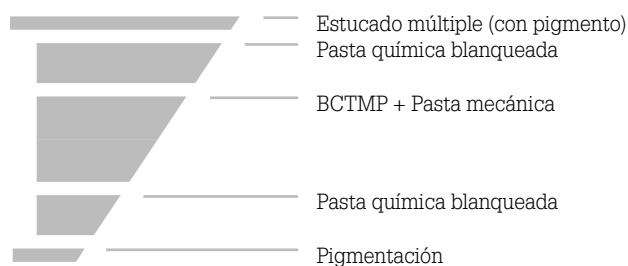 Estucado múltiple (con pigmento)
Pasta química blanqueada
BCTMP + Pasta mecánica
Pasta química blanqueada
Pigmentación